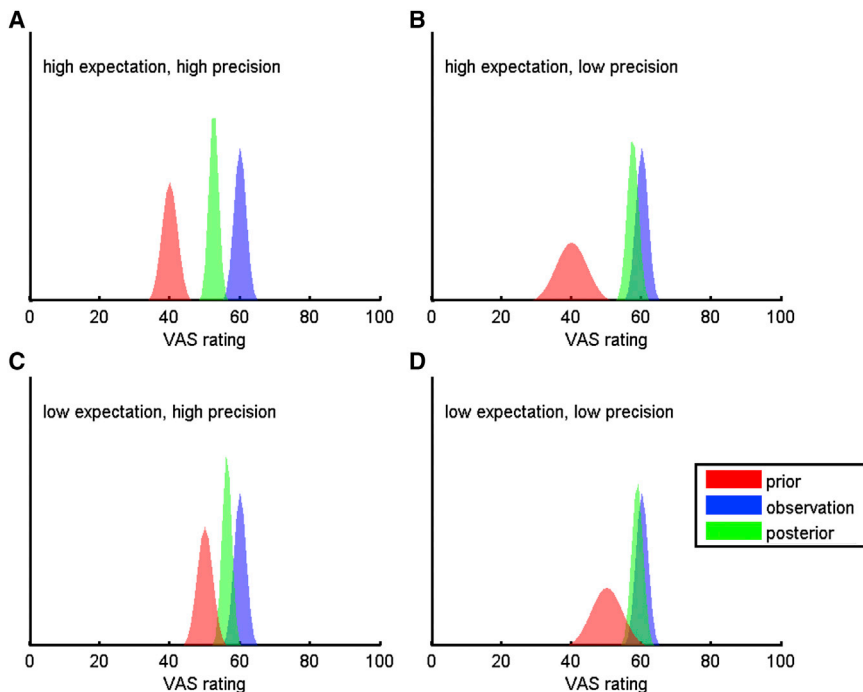 A
high expectation, high precision
0 20 40 60 80 100
VAS rating
B
high expectation, low precision
0 20 40 60 80 100
VAS rating
C
low expectation, high precision
0 20 40 60 80 100
VAS rating
D
low expectation, low precision
0 20 40 60 80 100
VAS rating
prior
observation
posterior